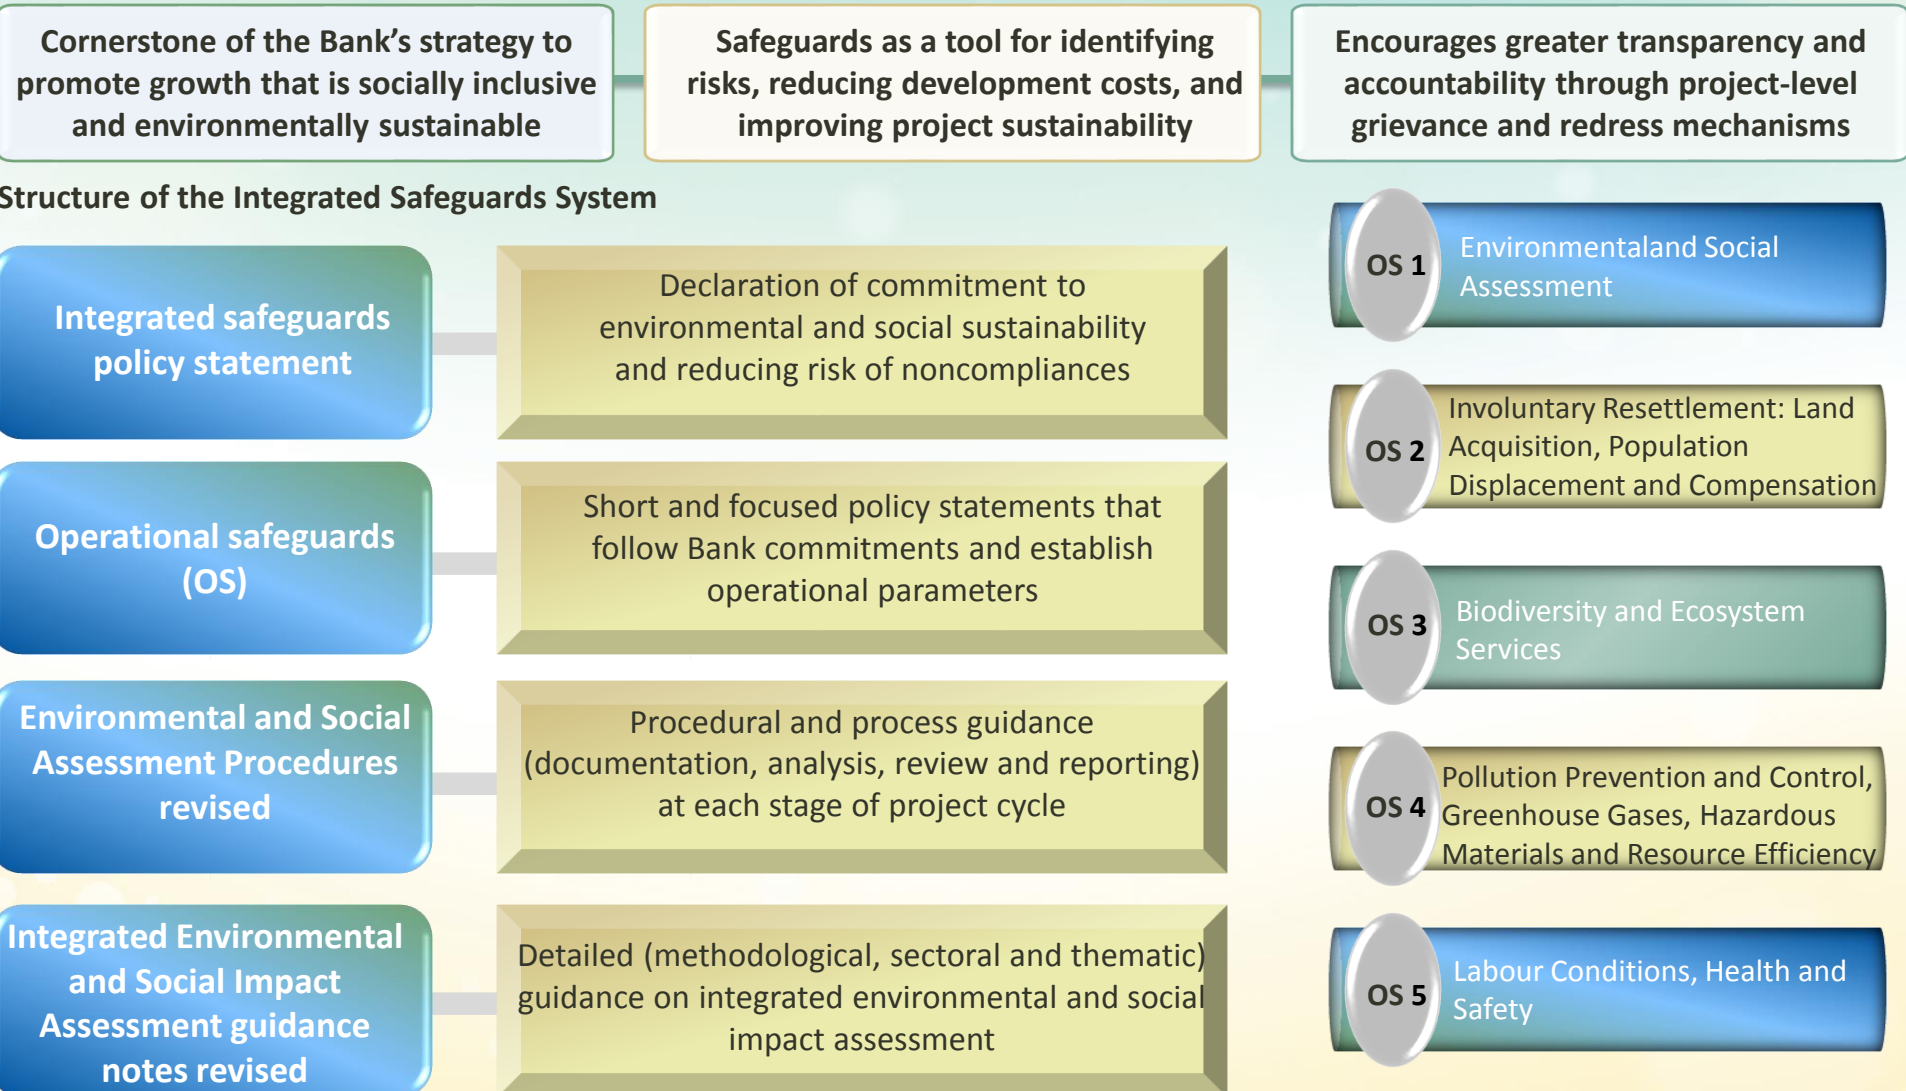 Cornerstone of the Bank’s strategy to
promote growth that is socially inclusive
and environmentally sustainable
Safeguards as a tool for identifying
risks, reducing development costs, and
improving project sustainability
Encourages greater transparency and
accountability through project-level
grievance and redress mechanisms
Structure of the Integrated Safeguards System
Integrated safeguards
policy statement
Declaration of commitment to
environmental and social sustainability
and reducing risk of noncompliances
Operational safeguards
(OS)
Short and focused policy statements that
follow Bank commitments and establish
operational parameters
Environmental and Social
Assessment Procedures
revised
Procedural and process guidance
(documentation, analysis, review and reporting)
at each stage of project cycle
Integrated Environmental
and Social Impact
Assessment guidance
notes revised
Detailed (methodological, sectoral and thematic)
guidance on integrated environmental and social
impact assessment
OS 1
Environmentaland Social
Assessment
OS 2
Involuntary Resettlement: Land
Acquisition, Population
Displacement and Compensation
OS 3
Biodiversity and Ecosystem
Services
OS 4
Pollution Prevention and Control,
Greenhouse Gases, Hazardous
Materials and Resource Efficiency
OS 5
Labour Conditions, Health and
Safety